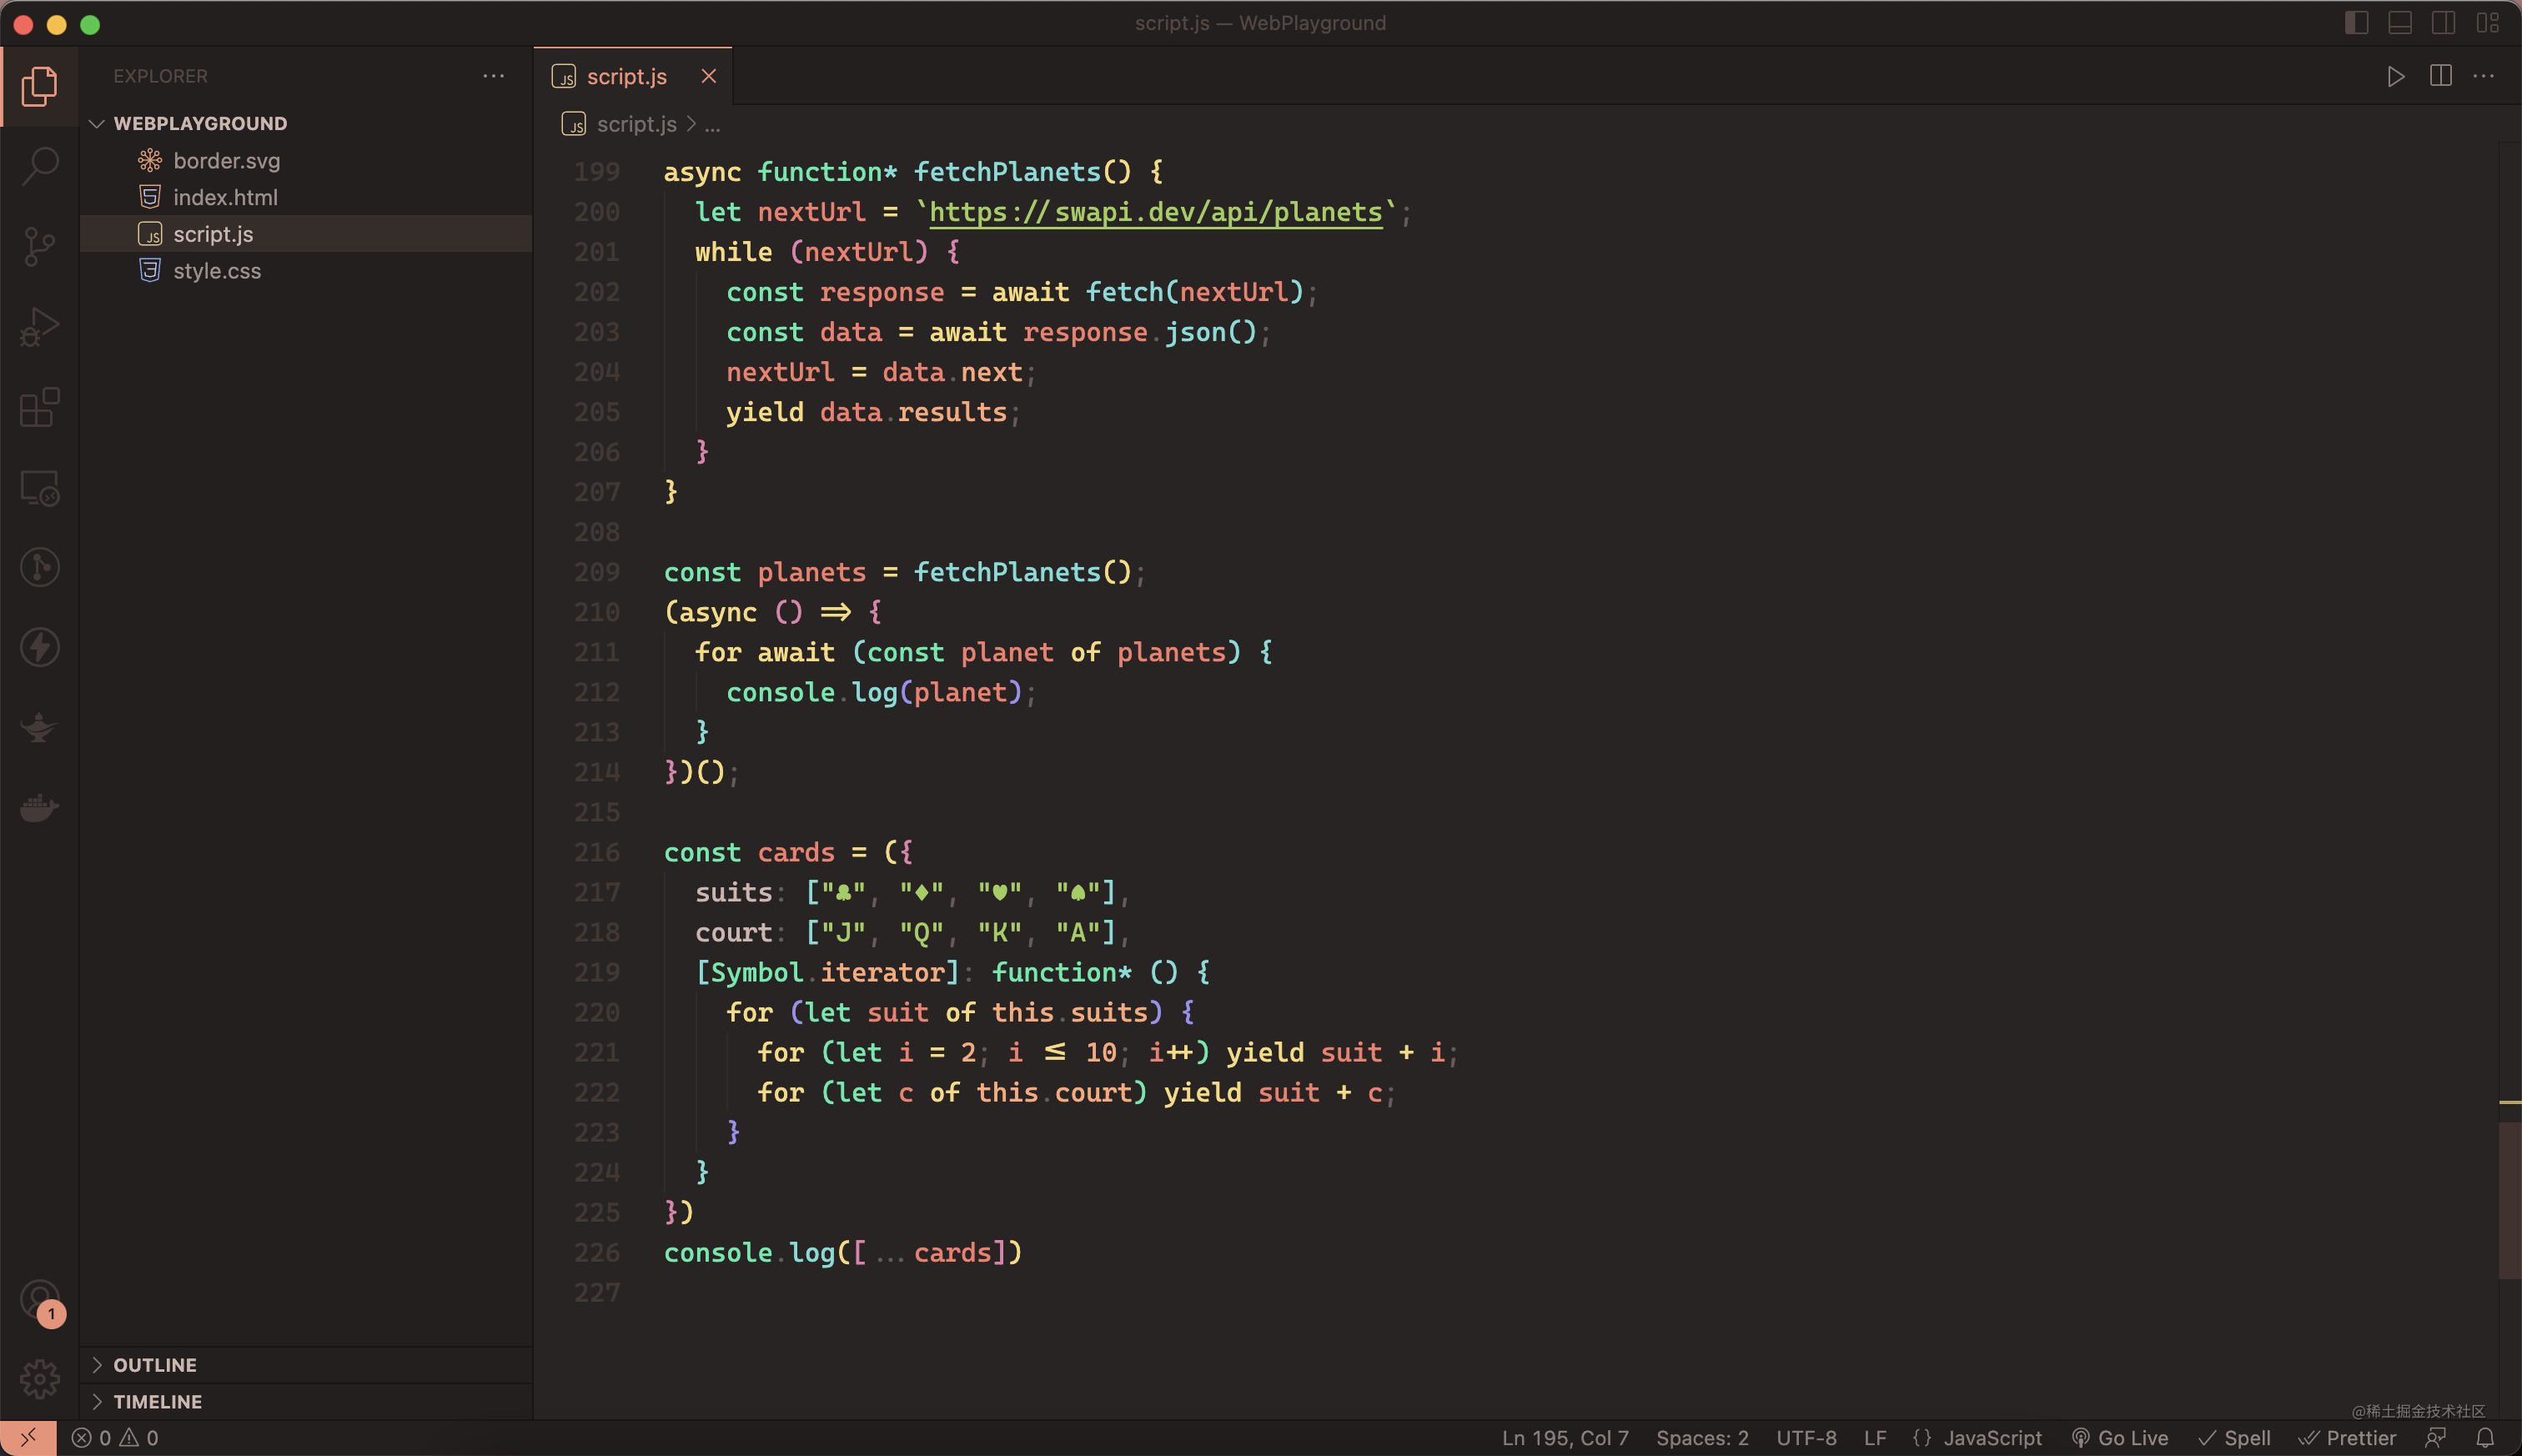 script.js — WebPlayground
EXPLORER
WEBPLAYGROUND
border.svg
index.html
script.js
style.css
script.js
script.js > ...
199 async function* fetchPlanets() {
200 let nextUrl = `https://swapi.dev/api/planets`;
201 while (nextUrl) {
202 const response = await fetch(nextUrl);
203 const data = await response.json();
204 nextUrl = data.next;
205 yield data.results;
206 }
207 }
208
209 const planets = fetchPlanets();
210 (async () => {
211 for await (const planet of planets) {
212 console.log(planet);
213 }
214 })();
215
216 const cards = ({
217 suits: ["♣", "♦", "♥", "♠"],
218 court: ["J", "Q", "K", "A"],
219 [Symbol.iterator]: function* () {
220 for (let suit of this.suits) {
221 for (let i = 2; i <= 10; i++) yield suit + i;
222 for (let c of this.court) yield suit + c;
223 }
224 }
225 })
226 console.log([...cards])
227
1
OUTLINE
TIMELINE
@稀土掘金技术社区
0 0 Ln 195, Col 7 Spaces: 2 UTF-8 LF {} JavaScript Go Live Spell Prettier